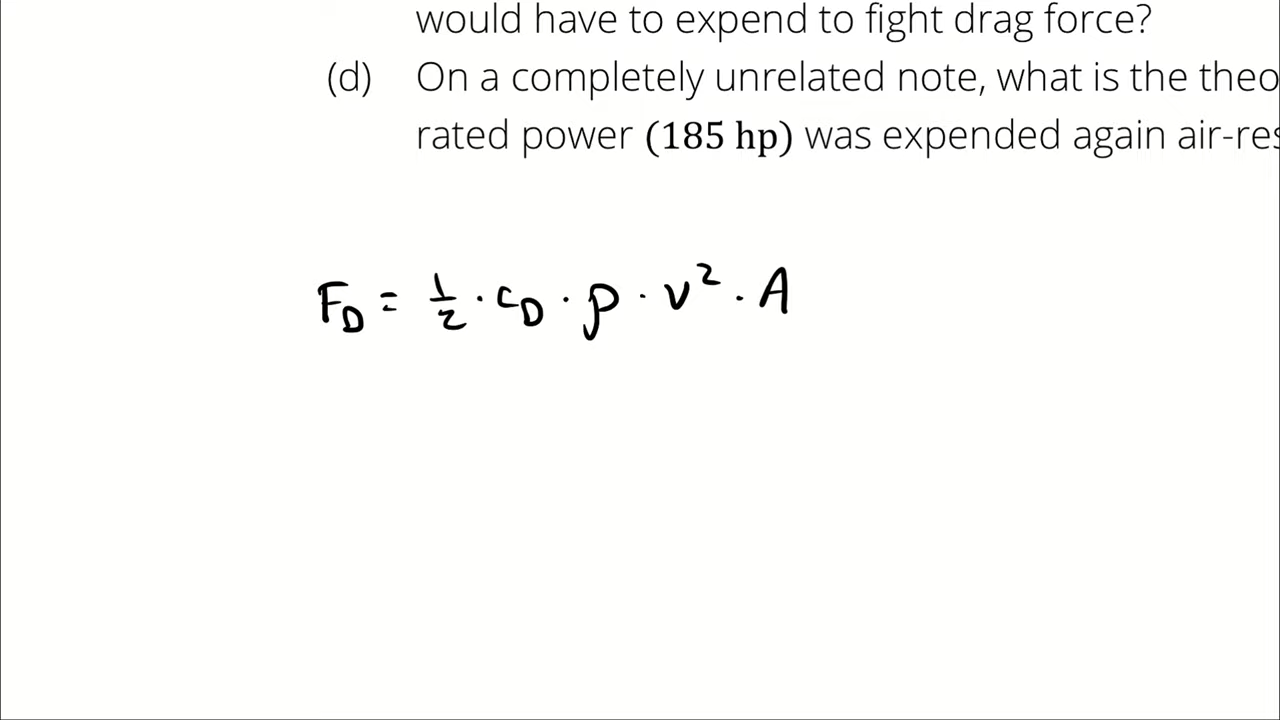 would have to expend to fight drag force?
(d) On a completely unrelated note, what is the theo
rated power (185 hp) was expended again air-res
F_D = 1/2 · c_D · ρ · v² · A